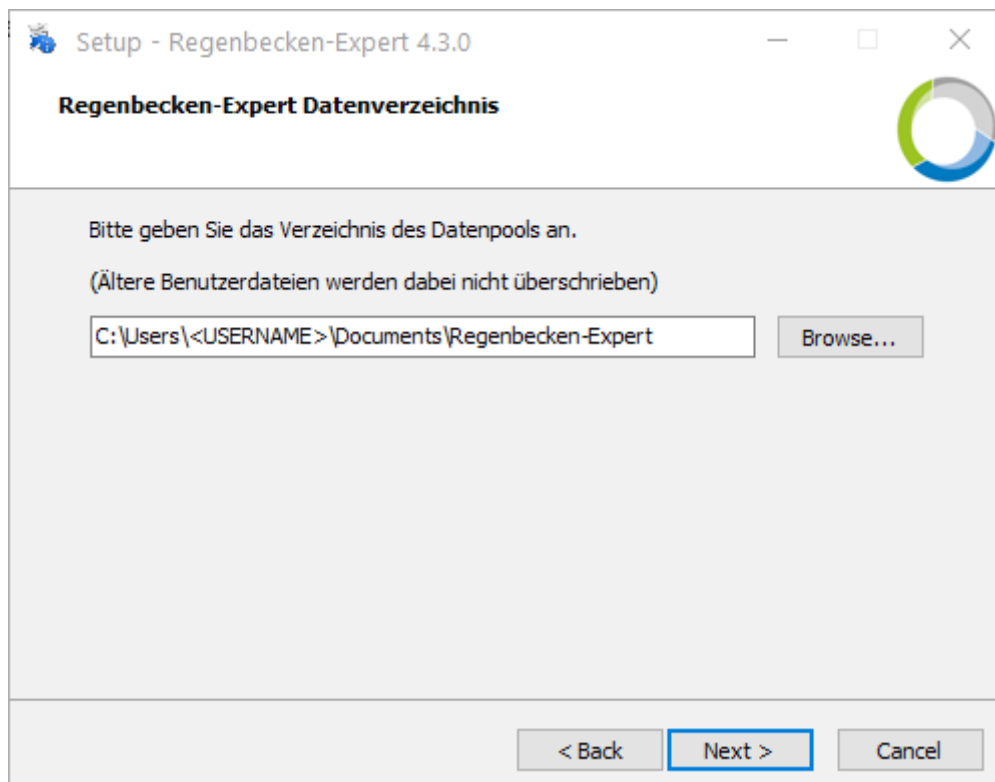 Setup - Regenbecken-Expert 4.3.0
Regenbecken-Expert Datenverzeichnis
Bitte geben Sie das Verzeichnis des Datenpools an.
(Ältere Benutzerdateien werden dabei nicht überschrieben)
C:\Users\<USERNAME>\Documents\Regenbecken-Expert
Browse...
< Back
Next >
Cancel